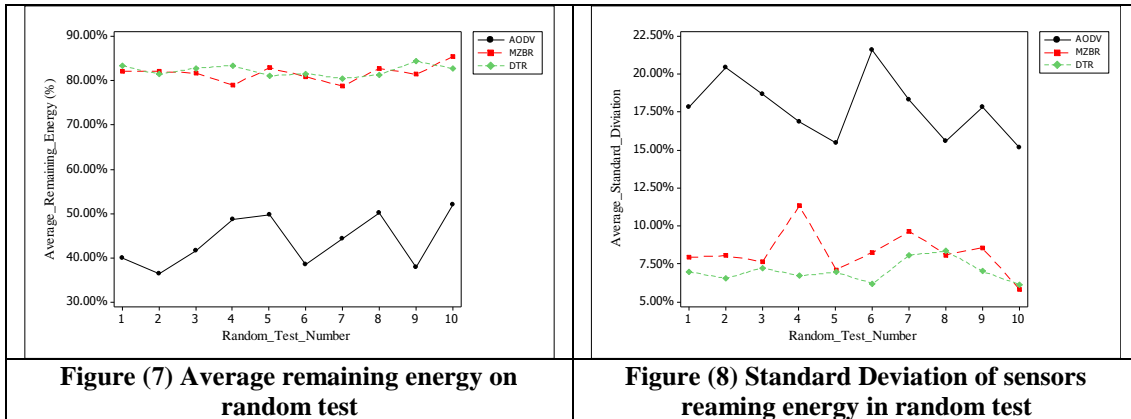 90.00%
80.00%
70.00%
60.00%
50.00%
40.00%
30.00%
Average_Remaining_Energy (%)
1 2 3 4 5 6 7 8 9 10
Random_Test_Number
AODV
MZBR
DTR
Figure (7) Average remaining energy on
random test
22.50%
20.00%
17.50%
15.00%
12.50%
10.00%
7.50%
5.00%
Average_Standard_Diviation
1 2 3 4 5 6 7 8 9 10
Random_Test_Number
AODV
MZBR
DTR
Figure (8) Standard Deviation of sensors
reaming energy in random test